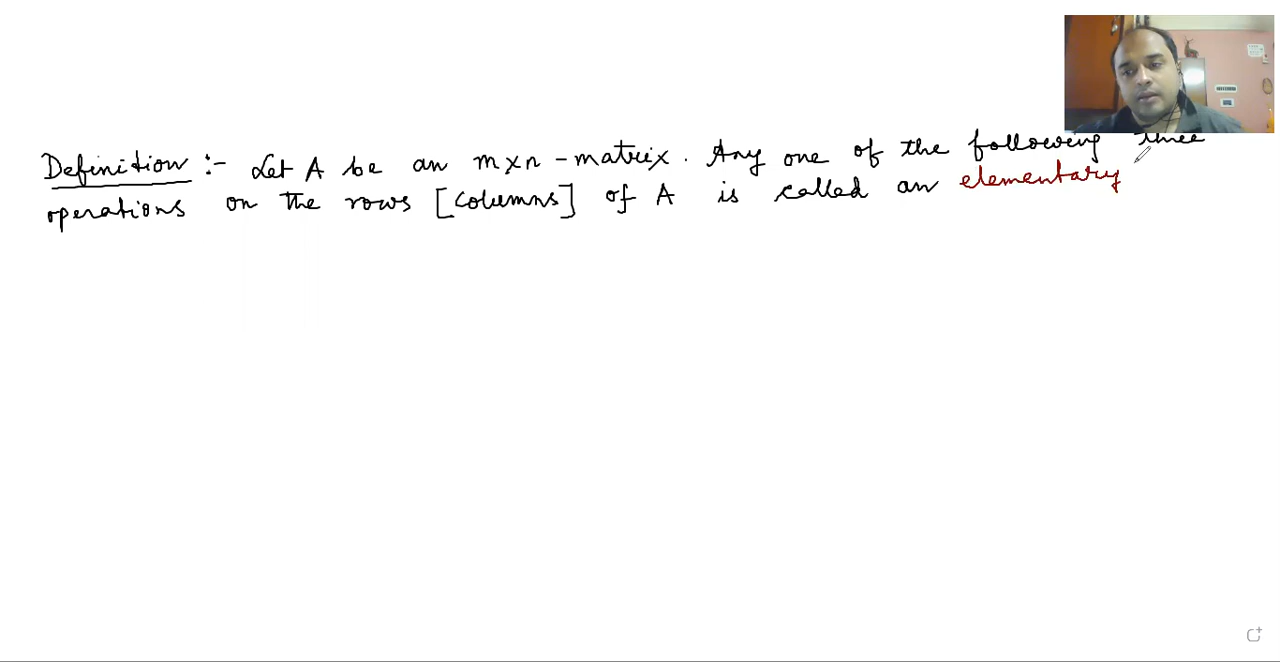 Definition :- Let A be an m×n - matrix. Any one of the following three
operations on the rows [columns] of A is called an elementary